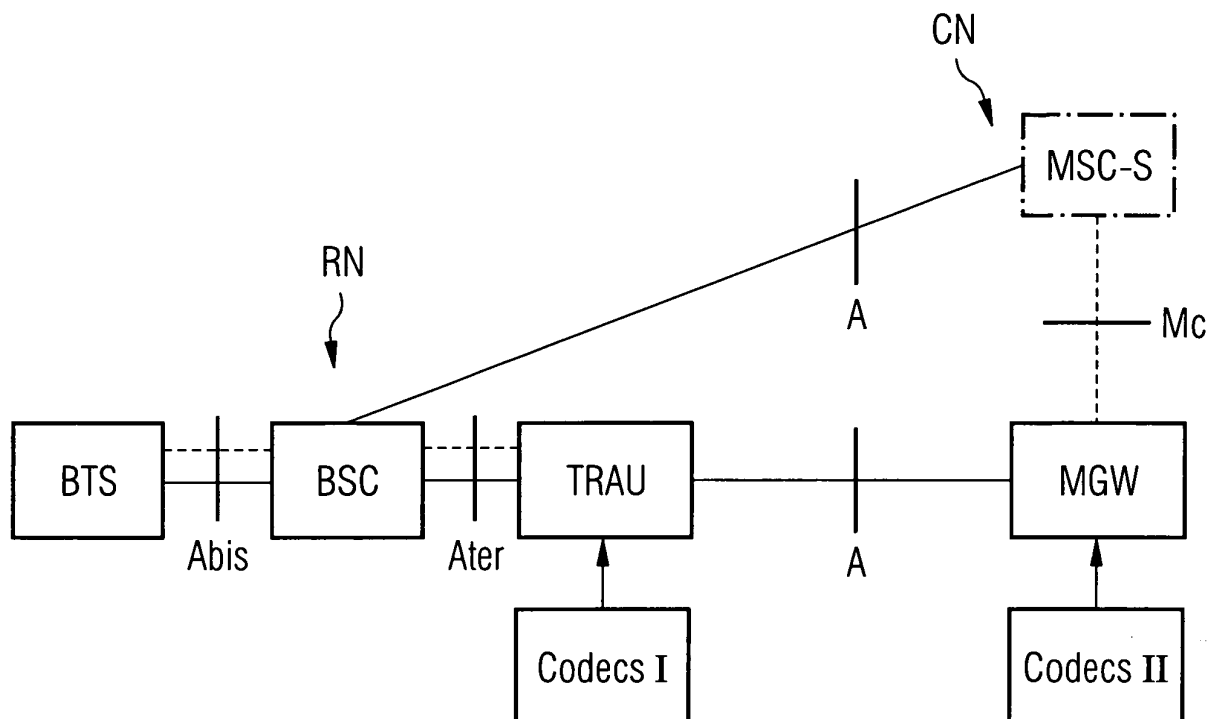 CN
MSC-S
RN
A
Mc
BTS
BSC
TRAU
MGW
Abis
Ater
A
Codecs I
Codecs II